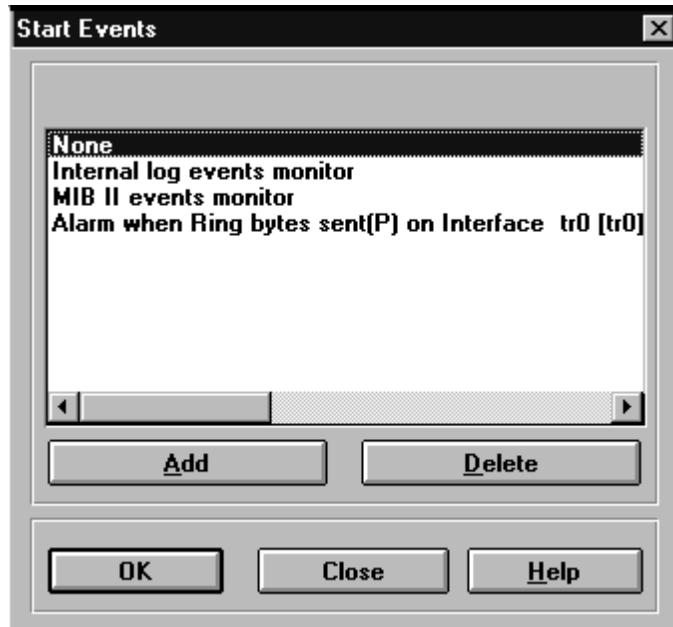 Start Events
None
Internal log events monitor
MIB II events monitor
Alarm when Ring bytes sent(P) on Interface  tr0 [tr0]
Add
Delete
OK
Close
Help